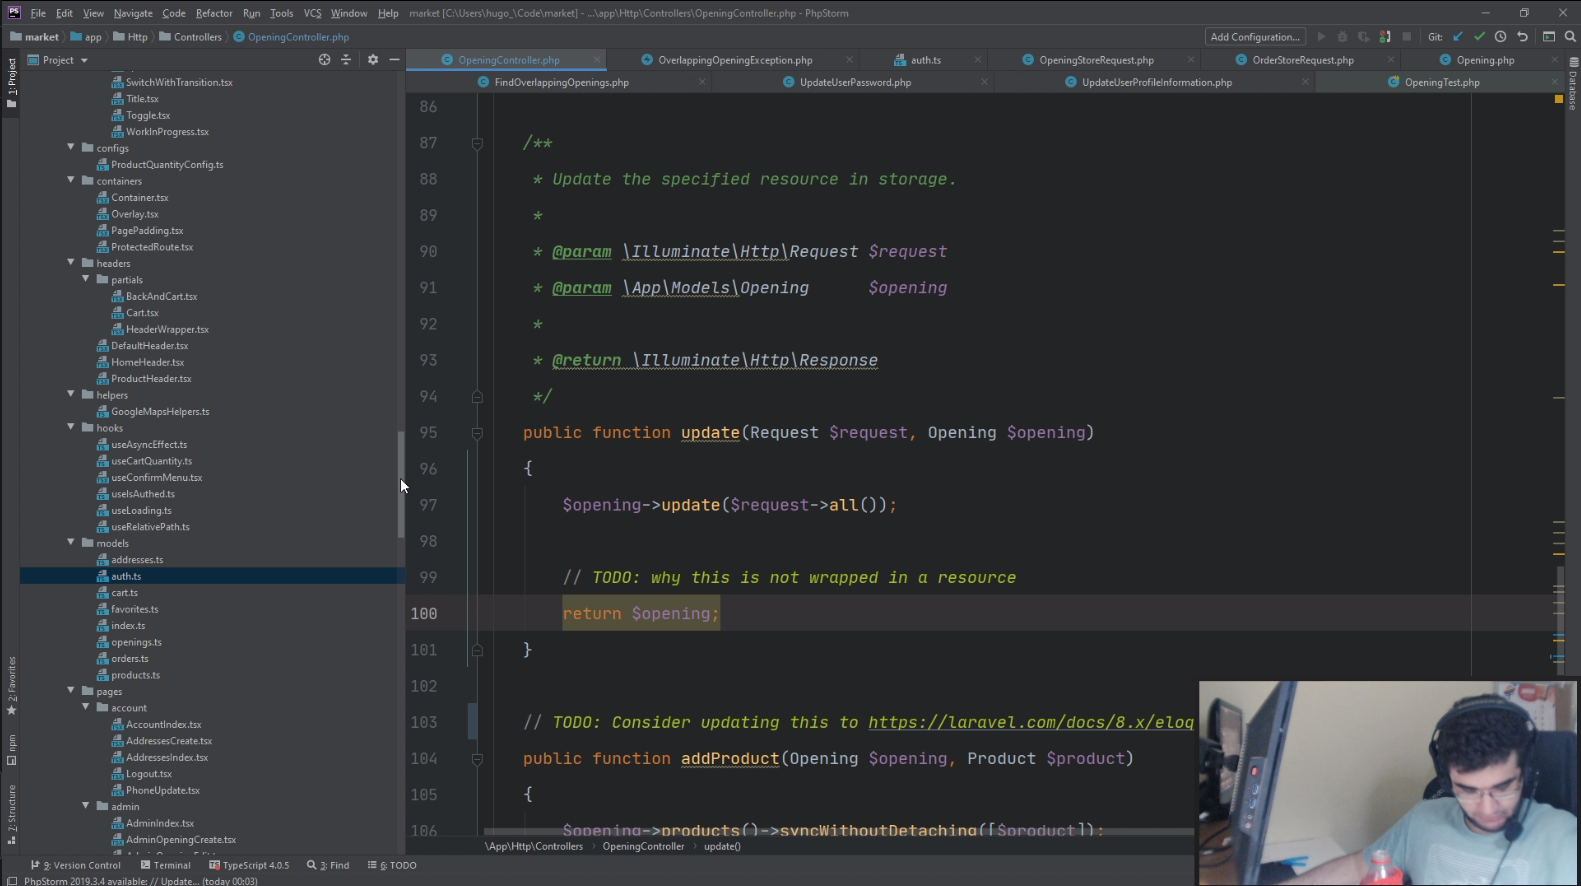 File Edit View Navigate Code Refactor Run Tools VCS Window Help market [C:\Users\hugo_\Code\market] - ...\app\Http\Controllers\OpeningController.php - PhpStorm
market app Http Controllers OpeningController.php Add Configuration... Git:
Project OpeningController.php OverlappingOpeningException.php auth.ts OpeningStoreRequest.php OrderStoreRequest.php Opening.php
FindOverlappingOpenings.php UpdateUserPassword.php UpdateUserProfileInformation.php OpeningTest.php
1: Project
Database
SwitchWithTransition.tsx
Title.tsx
Toggle.tsx
WorkInProgress.tsx
configs
ProductQuantityConfig.ts
containers
Container.tsx
Overlay.tsx
PagePadding.tsx
ProtectedRoute.tsx
headers
partials
BackAndCart.tsx
Cart.tsx
HeaderWrapper.tsx
DefaultHeader.tsx
HomeHeader.tsx
ProductHeader.tsx
helpers
GoogleMapsHelpers.ts
hooks
useAsyncEffect.ts
useCartQuantity.ts
useConfirmMenu.tsx
useIsAuthed.ts
useLoading.ts
useRelativePath.ts
models
addresses.ts
auth.ts
cart.ts
favorites.ts
index.ts
openings.ts
orders.ts
products.ts
pages
account
AccountIndex.tsx
AddressesCreate.tsx
AddressesIndex.tsx
Logout.tsx
PhoneUpdate.tsx
admin
AdminIndex.tsx
AdminOpeningCreate.tsx
2: Favorites
npm
7: Structure
86
87 /**
88 * Update the specified resource in storage.
89 *
90 * @param \Illuminate\Http\Request $request
91 * @param \App\Models\Opening $opening
92 *
93 * @return \Illuminate\Http\Response
94 */
95 public function update(Request $request, Opening $opening)
96 {
97 $opening->update($request->all());
98
99 // TODO: why this is not wrapped in a resource
100 return $opening;
101 }
102
103 // TODO: Consider updating this to https://laravel.com/docs/8.x/eloq
104 public function addProduct(Opening $opening, Product $product)
105 {
106 $opening->products()->syncWithoutDetaching([$product]);
\App\Http\Controllers OpeningController update()
9: Version Control Terminal TypeScript 4.0.5 3: Find 6: TODO
PhpStorm 2019.3.4 available: // Update... (today 00:03)